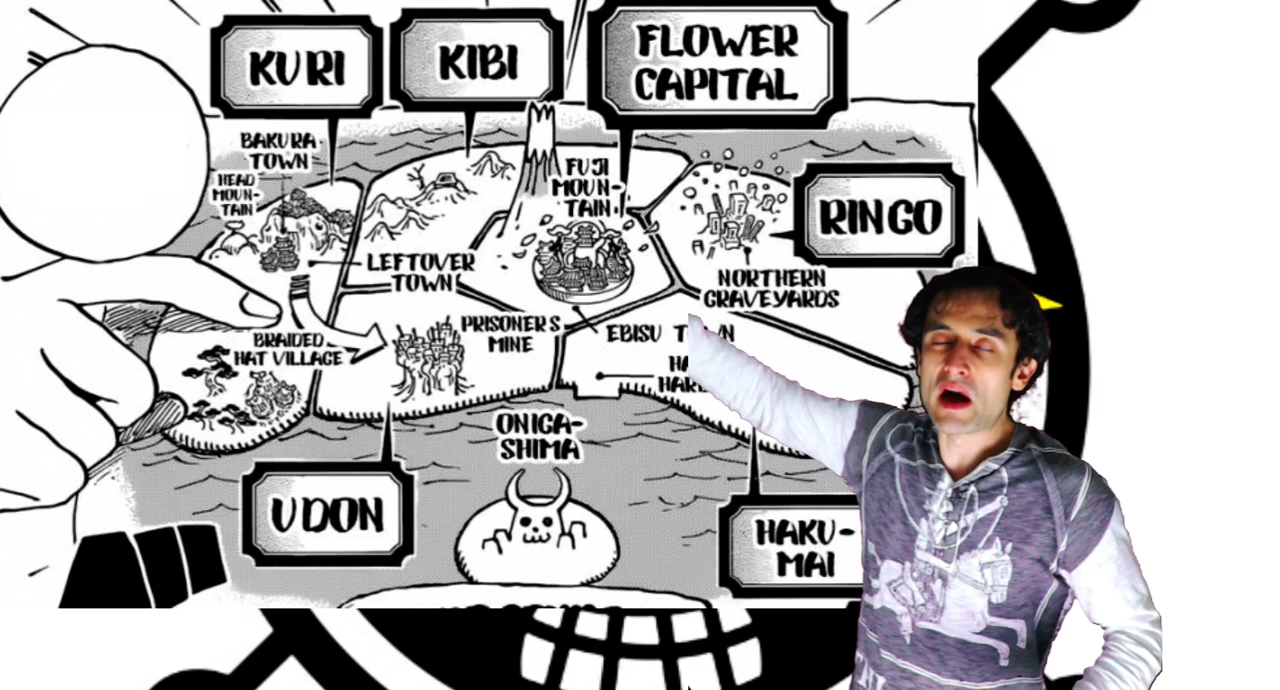 KURI
KIBI
FLOWER
CAPITAL
BAKURA
TOWN
HEAD
MOUN-
TAIN
FUJI
MOUN-
TAIN
RINGO
LEFTOVER
TOWN
NORTHERN
GRAVEYARDS
BRAIDED
HAT VILLAGE
PRISONERS
MINE
EBISU
ONIGA-
SHIMA
UDON
HAKU-
MAI